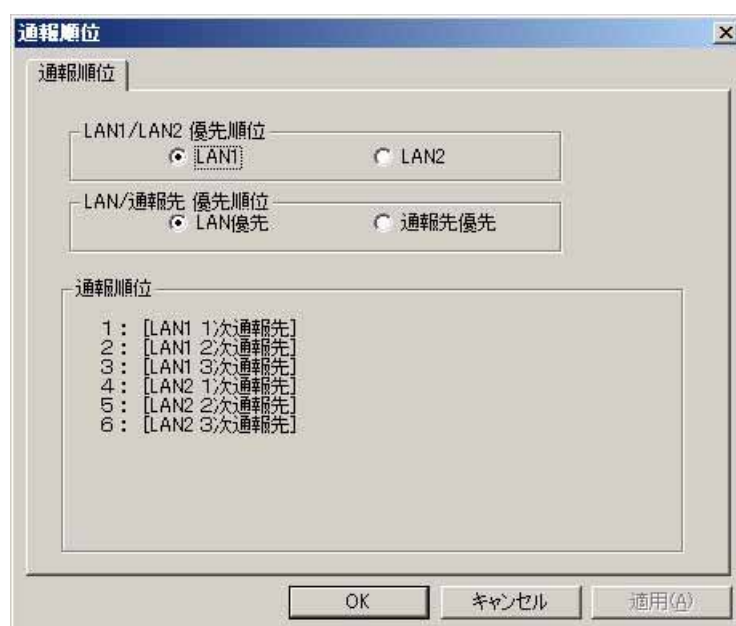 通報順位
通報順位
LAN1/LAN2 優先順位
LAN1 LAN2
LAN/通報先 優先順位
LAN優先 通報先優先
通報順位
1: [LAN1 1次通報先]
2: [LAN1 2次通報先]
3: [LAN1 3次通報先]
4: [LAN2 1次通報先]
5: [LAN2 2次通報先]
6: [LAN2 3次通報先]
OK キャンセル 適用(A)